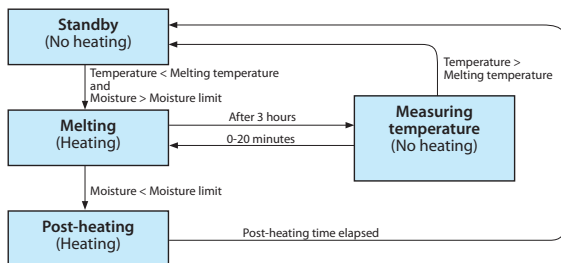 Standby
(No heating)
Temperature >
Melting temperature
Temperature < Melting temperature
and
Moisture > Moisture limit
Melting
(Heating)
After 3 hours
0-20 minutes
Measuring
temperature
(No heating)
Moisture < Moisture limit
Post-heating
(Heating)
Post-heating time elapsed